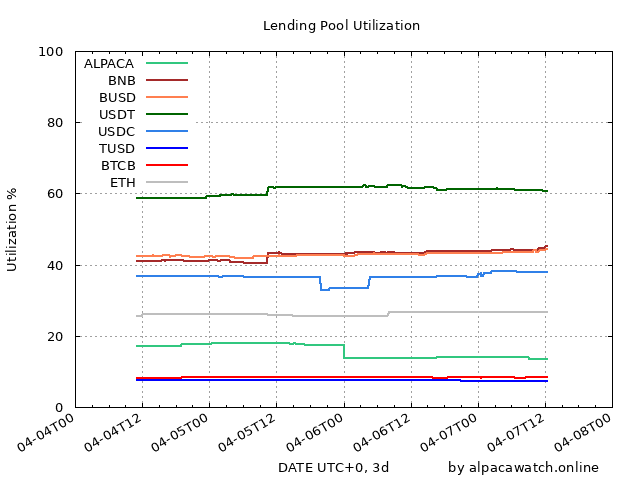 Lending Pool Utilization
100
80
60
40
20
0
Utilization %
ALPACA
BNB
BUSD
USDT
USDC
TUSD
BTCB
ETH
04-04T00
04-04T12
04-05T00
04-05T12
04-06T00
04-06T12
04-07T00
04-07T12
04-08T00
DATE UTC+0, 3d
by alpacawatch.online